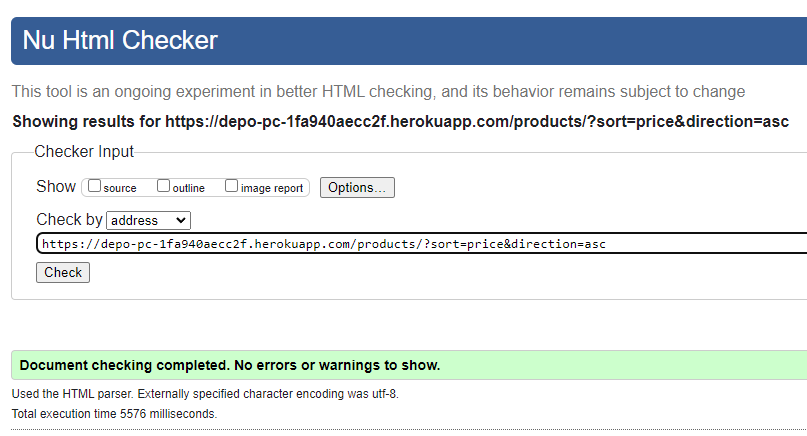 Nu Html Checker
This tool is an ongoing experiment in better HTML checking, and its behavior remains subject to change
Showing results for https://depo-pc-1fa940aecc2f.herokuapp.com/products/?sort=price&direction=asc
Checker Input
Show source outline image report Options...
Check by address
https://depo-pc-1fa940aecc2f.herokuapp.com/products/?sort=price&direction=asc
Check
Document checking completed. No errors or warnings to show.
Used the HTML parser. Externally specified character encoding was utf-8.
Total execution time 5576 milliseconds.